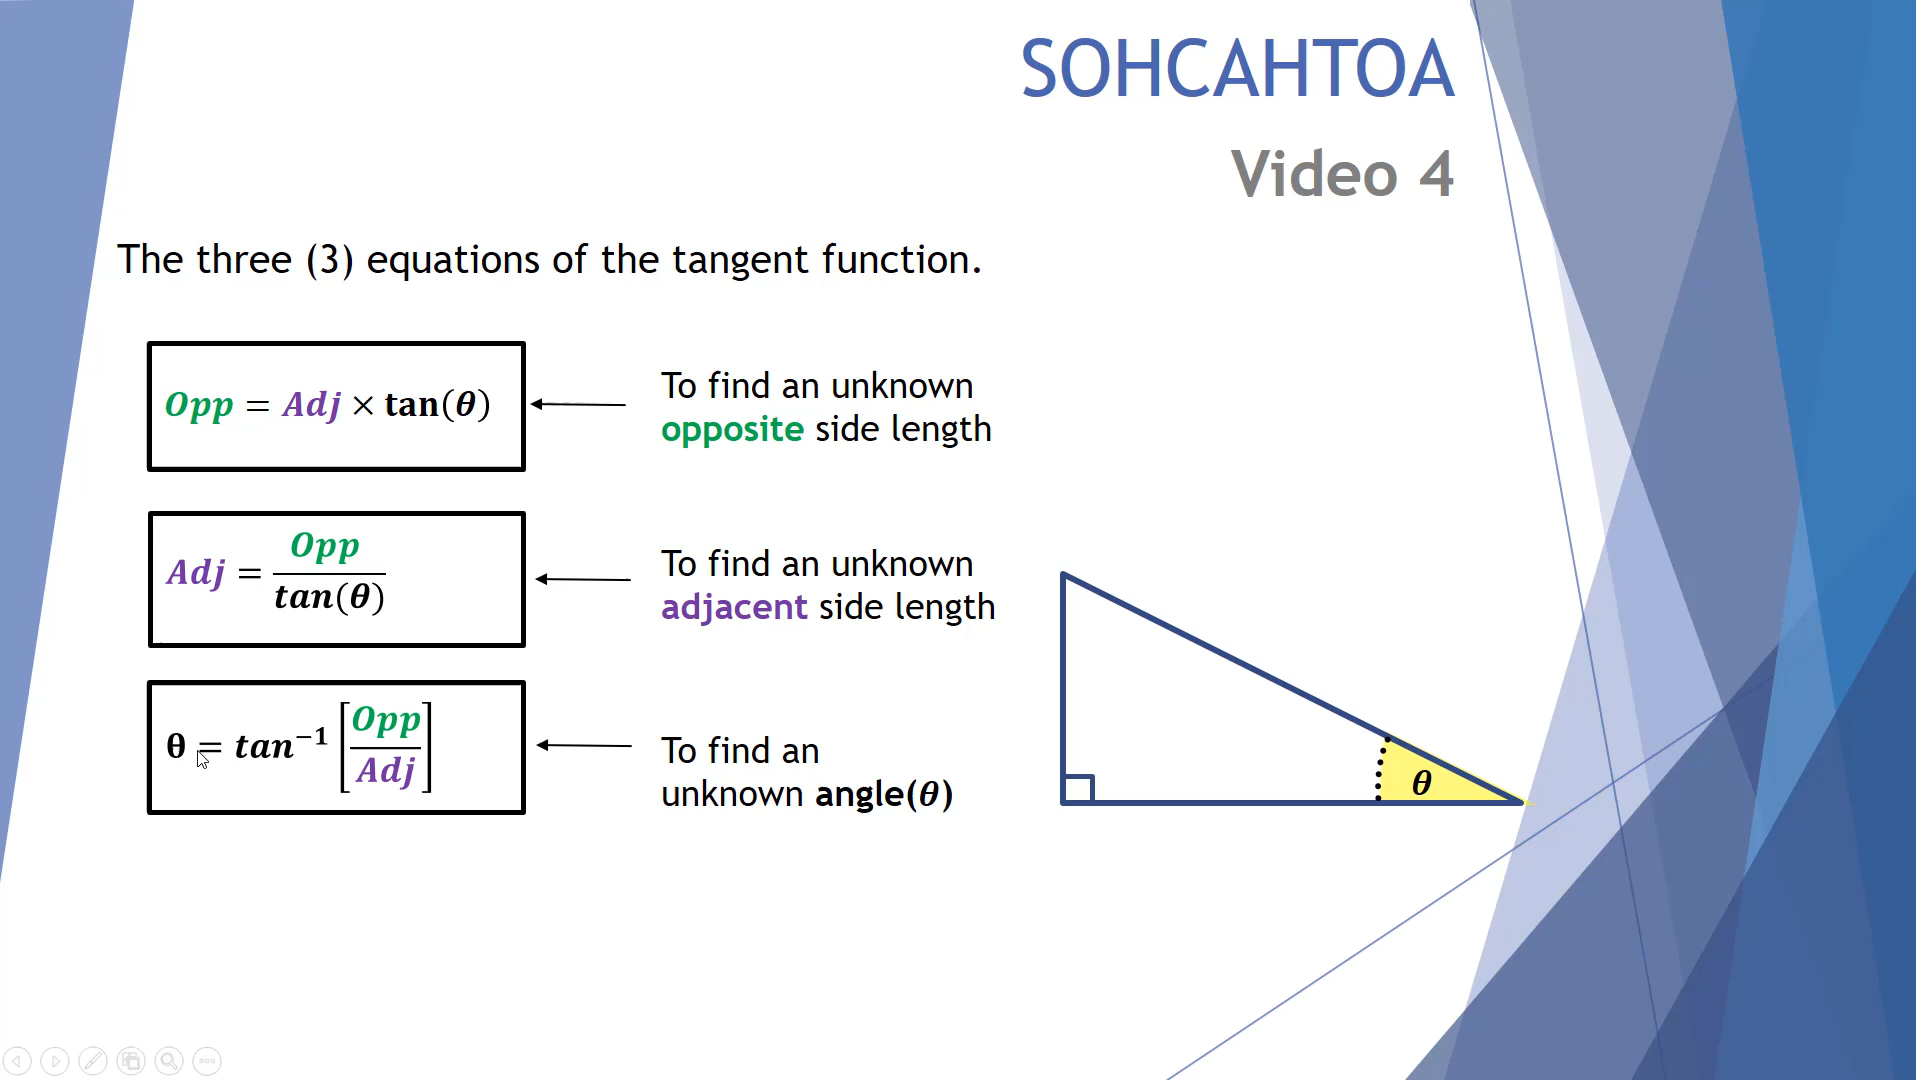 SOHCAHTOA
Video 4
The three (3) equations of the tangent function.
Opp = Adj × tan(θ)
To find an unknown
opposite side length
Adj = Opp / tan(θ)
To find an unknown
adjacent side length
θ = tan⁻¹ [Opp / Adj]
To find an
unknown angle(θ)
θ